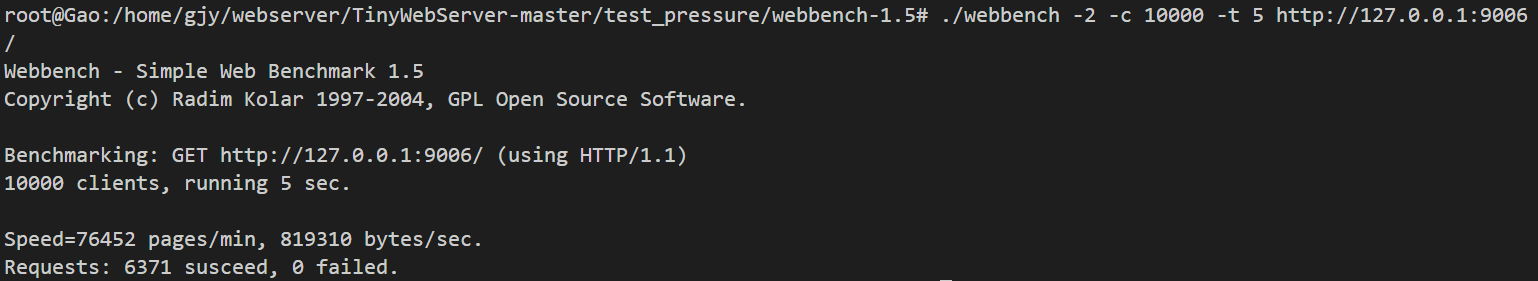 root@Gao:/home/gjy/webserver/TinyWebServer-master/test_pressure/webbench-1.5# ./webbench -2 -c 10000 -t 5 http://127.0.0.1:9006
/
Webbench - Simple Web Benchmark 1.5
Copyright (c) Radim Kolar 1997-2004, GPL Open Source Software.
Benchmarking: GET http://127.0.0.1:9006/ (using HTTP/1.1)
10000 clients, running 5 sec.
Speed=76452 pages/min, 819310 bytes/sec.
Requests: 6371 susceed, 0 failed.